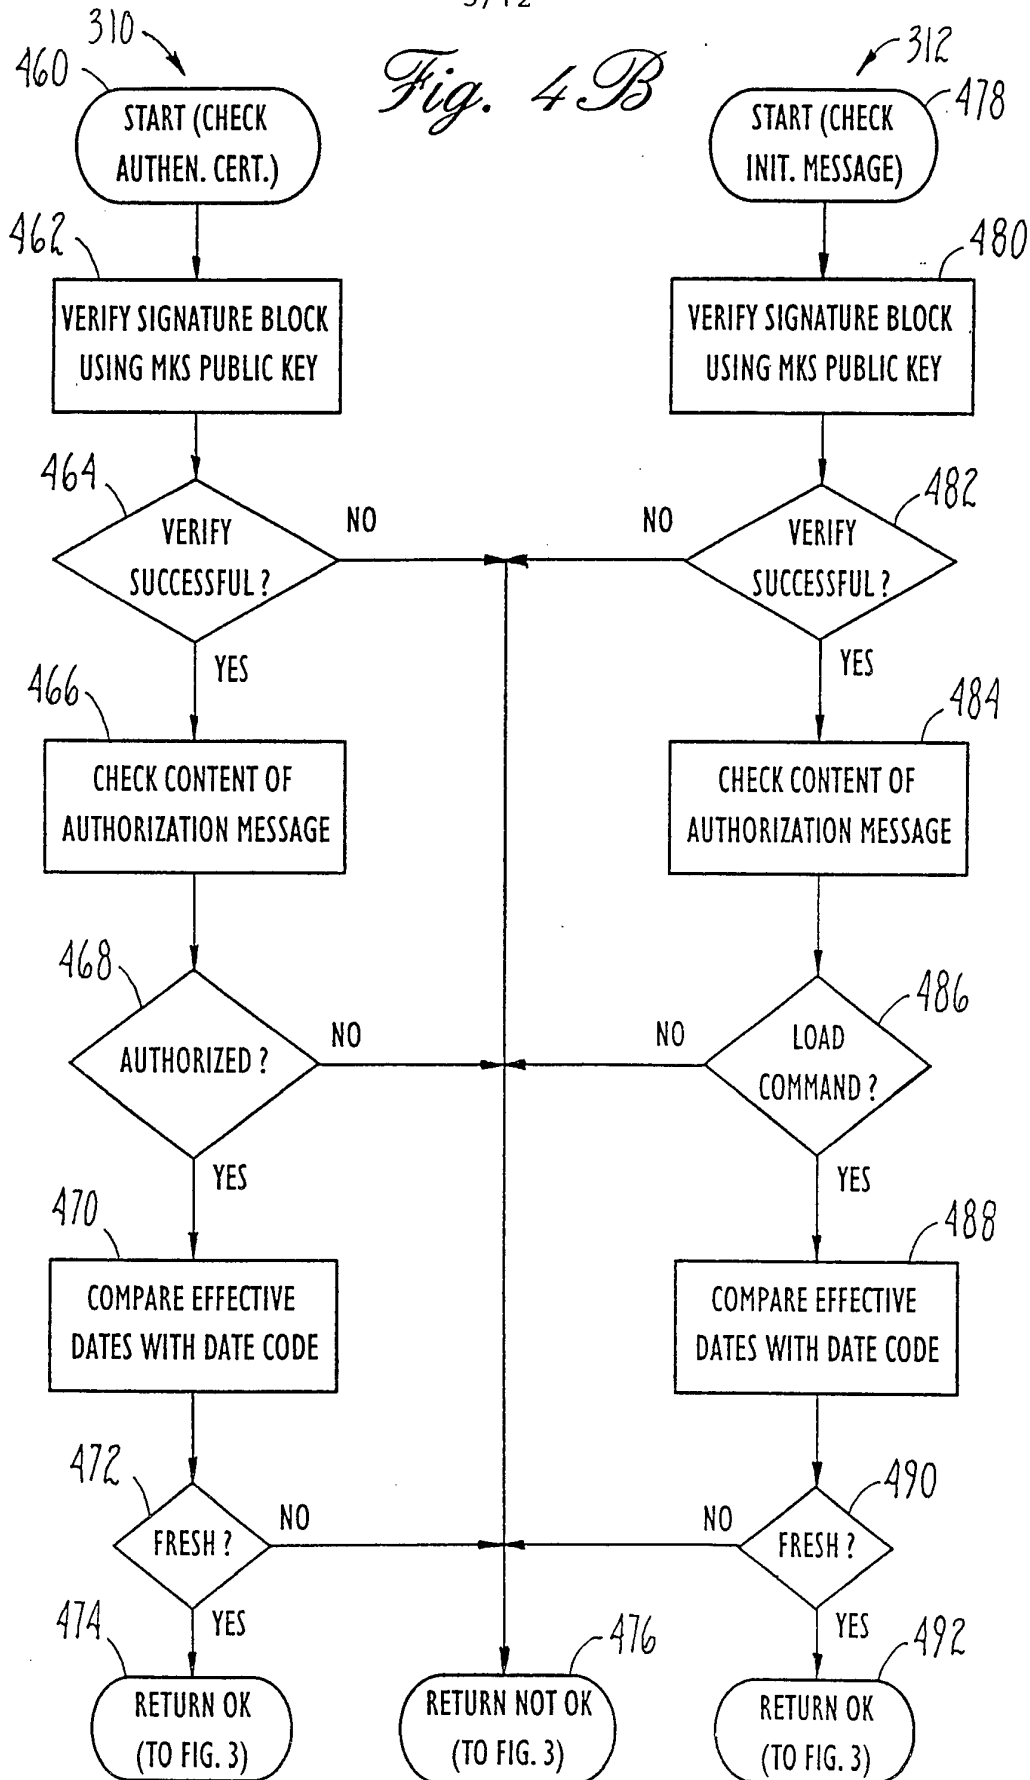 5/12
310
312
460
Fig. 4B
478
START (CHECK
AUTHEN. CERT.)
START (CHECK
INIT. MESSAGE)
462
480
VERIFY SIGNATURE BLOCK
USING MKS PUBLIC KEY
VERIFY SIGNATURE BLOCK
USING MKS PUBLIC KEY
464
482
VERIFY
SUCCESSFUL ?
NO
NO
VERIFY
SUCCESSFUL ?
YES
YES
466
484
CHECK CONTENT OF
AUTHORIZATION MESSAGE
CHECK CONTENT OF
AUTHORIZATION MESSAGE
468
486
AUTHORIZED ?
NO
NO
LOAD
COMMAND ?
YES
YES
470
488
COMPARE EFFECTIVE
DATES WITH DATE CODE
COMPARE EFFECTIVE
DATES WITH DATE CODE
472
490
FRESH ?
NO
NO
FRESH ?
YES
YES
474
476
492
RETURN OK
(TO FIG. 3)
RETURN NOT OK
(TO FIG. 3)
RETURN OK
(TO FIG. 3)